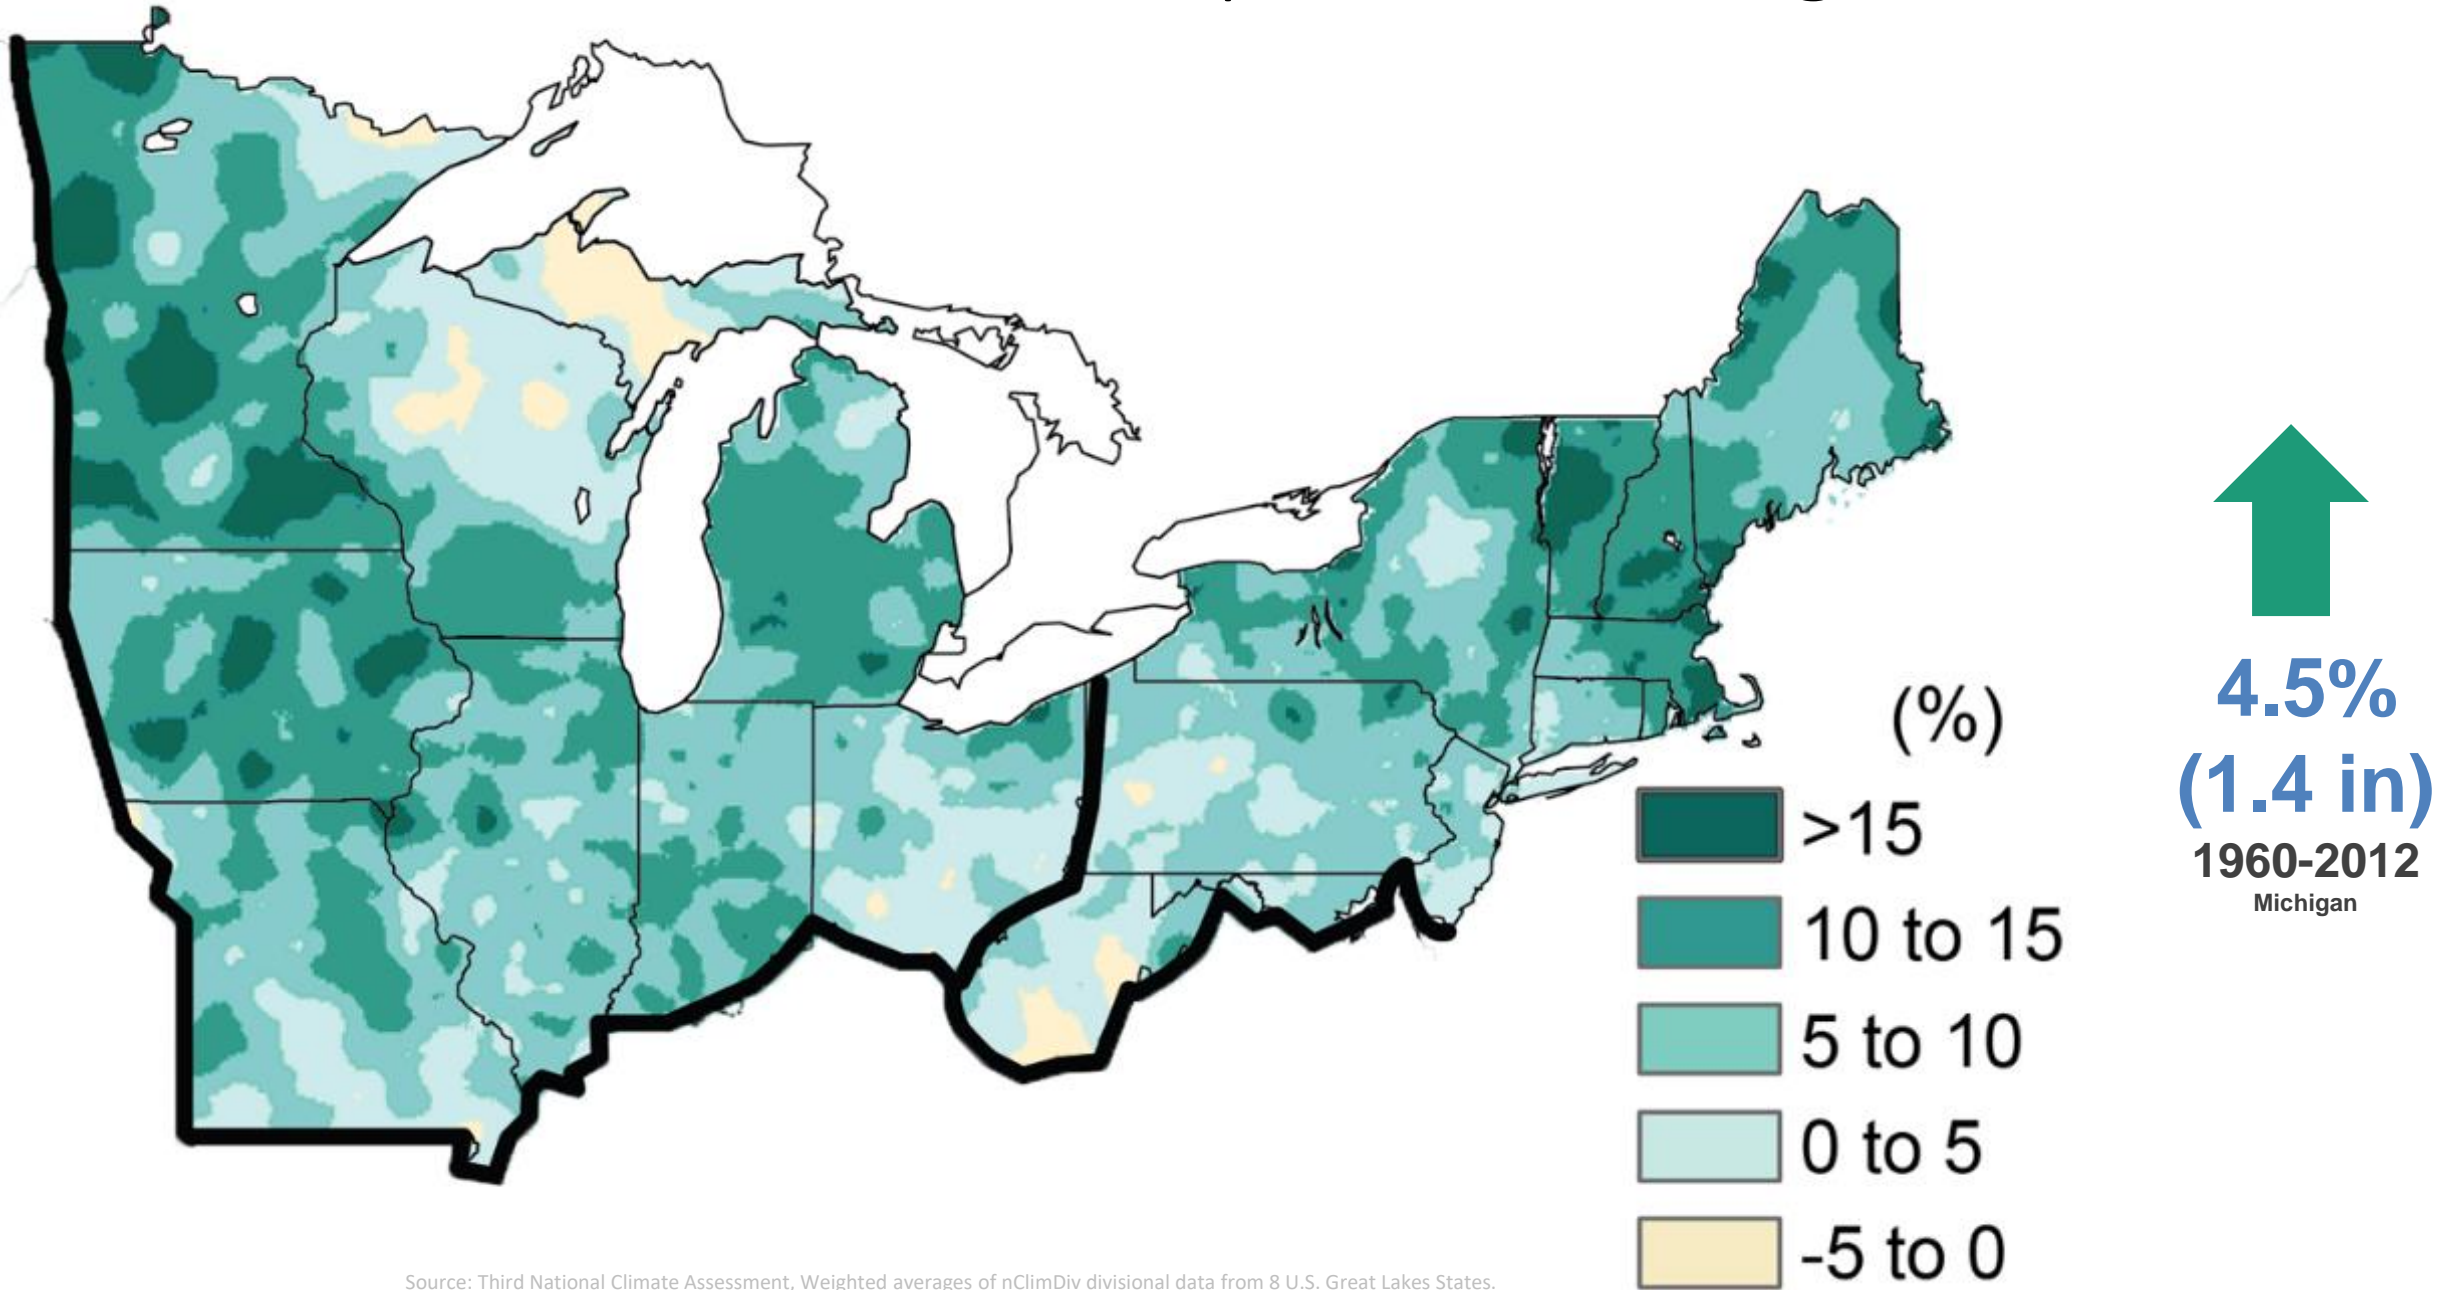 (%)
>15
10 to 15
5 to 10
0 to 5
-5 to 0
4.5%
(1.4 in)
1960-2012
Michigan
Source: Third National Climate Assessment, Weighted averages of nClimDiv divisional data from 8 U.S. Great Lakes States.